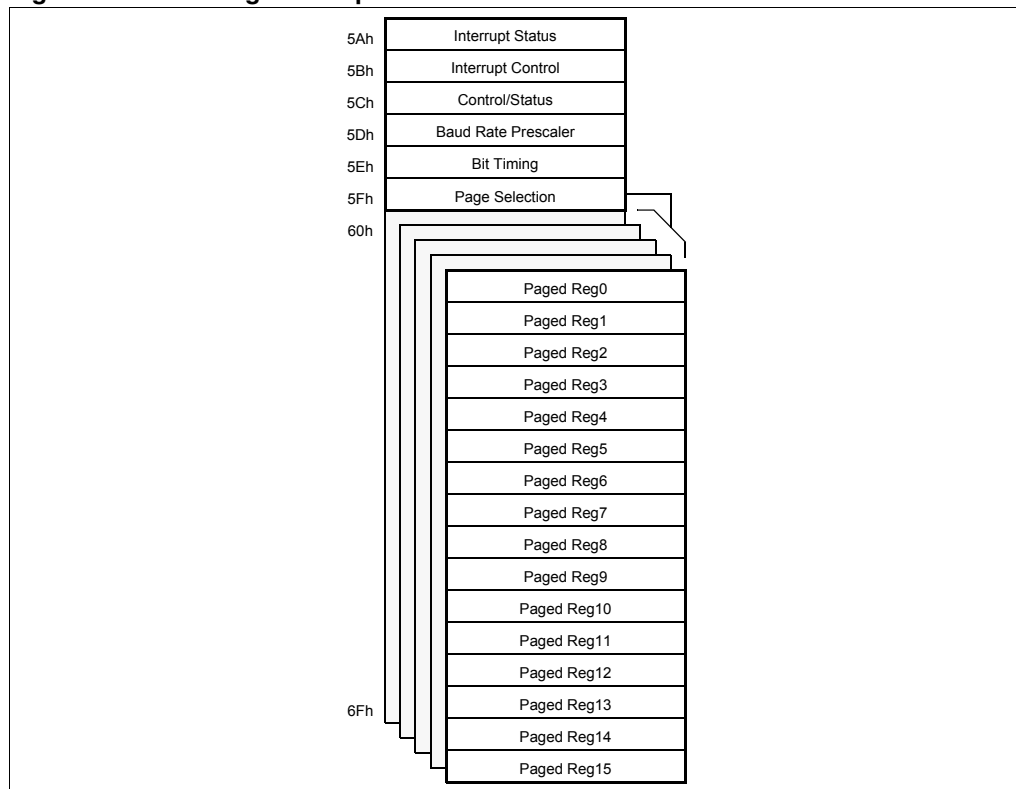 5Ah Interrupt Status
5Bh Interrupt Control
5Ch Control/Status
5Dh Baud Rate Prescaler
5Eh Bit Timing
5Fh Page Selection
60h
Paged Reg0
Paged Reg1
Paged Reg2
Paged Reg3
Paged Reg4
Paged Reg5
Paged Reg6
Paged Reg7
Paged Reg8
Paged Reg9
Paged Reg10
Paged Reg11
Paged Reg12
6Fh Paged Reg13
Paged Reg14
Paged Reg15